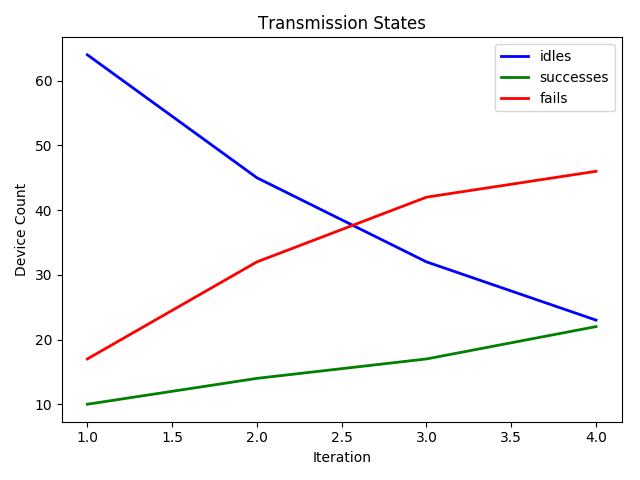 Transmission States
idles
successes
fails
60
50
40
30
20
10
Device Count
1.0 1.5 2.0 2.5 3.0 3.5 4.0
Iteration